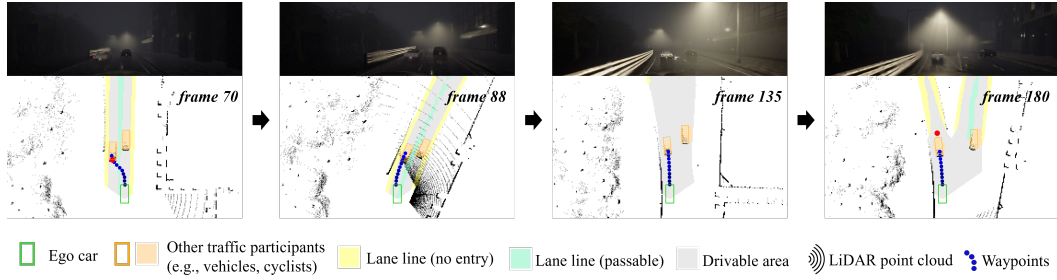 frame 70
frame 88
frame 135
frame 180
Ego car
Other traffic participants
(e.g., vehicles, cyclists)
Lane line (no entry)
Lane line (passable)
Drivable area
LiDAR point cloud
Waypoints